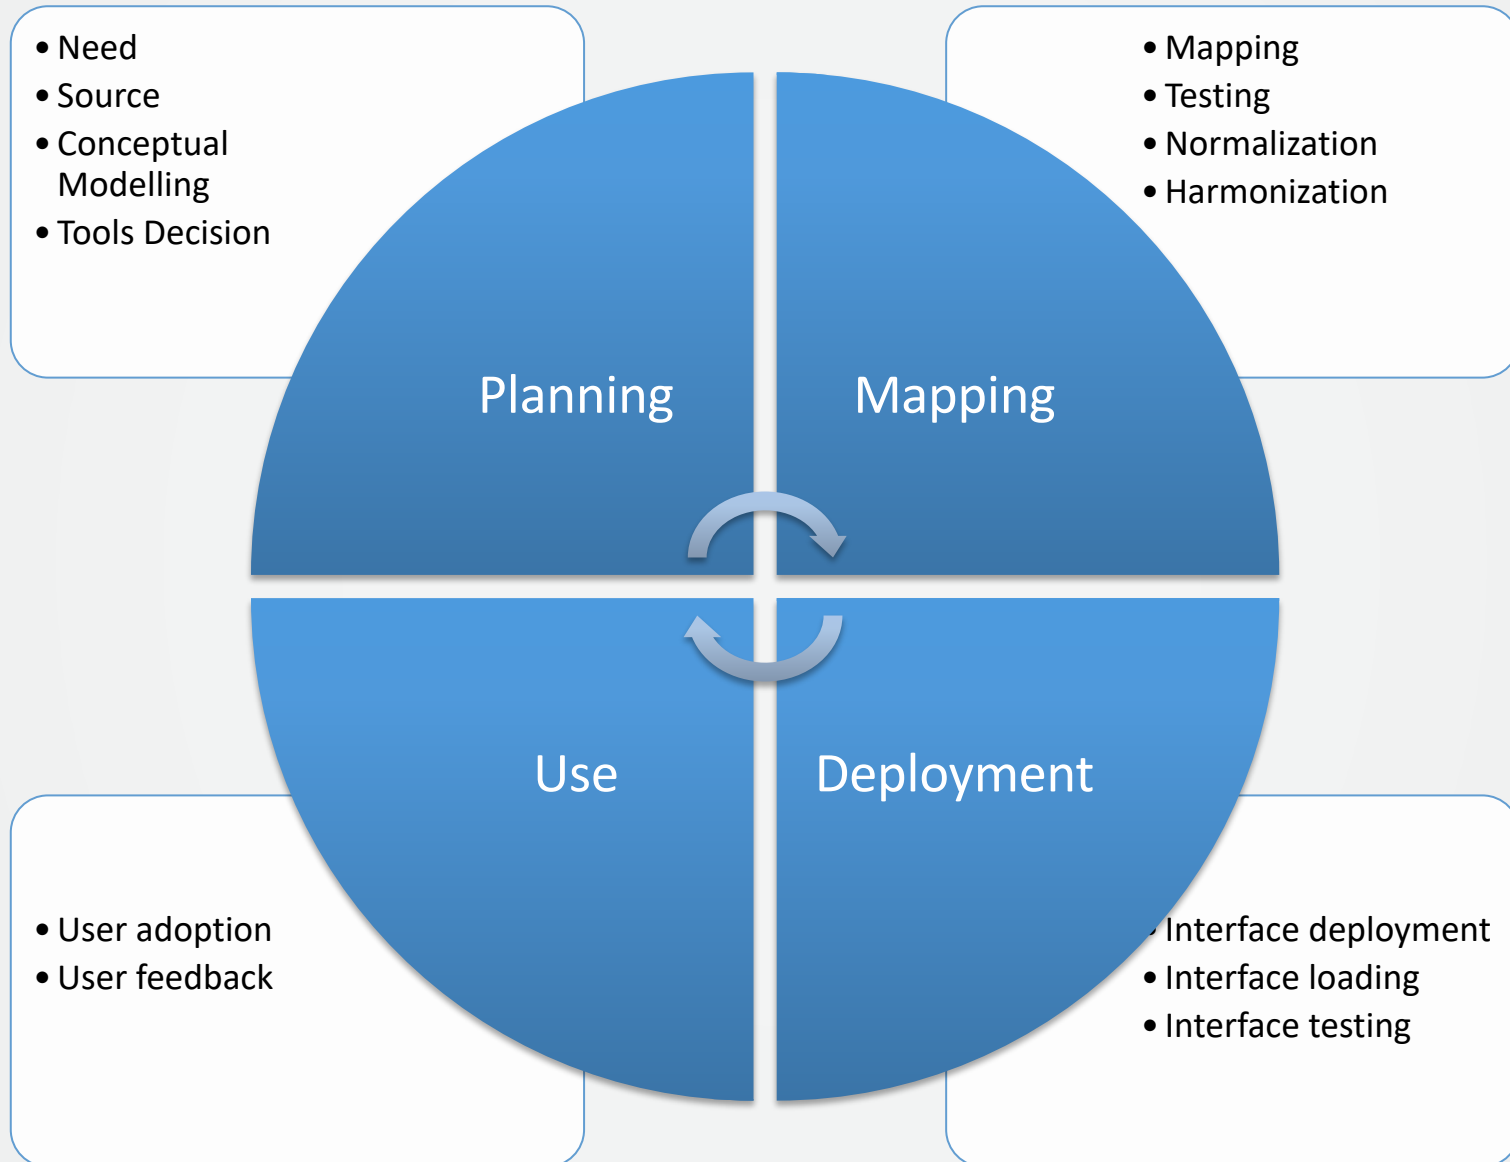 • Need
• Source
• Conceptual
Modelling
• Tools Decision
• Mapping
• Testing
• Normalization
• Harmonization
Planning
Mapping
Use
Deployment
• User adoption
• User feedback
• Interface deployment
• Interface loading
• Interface testing